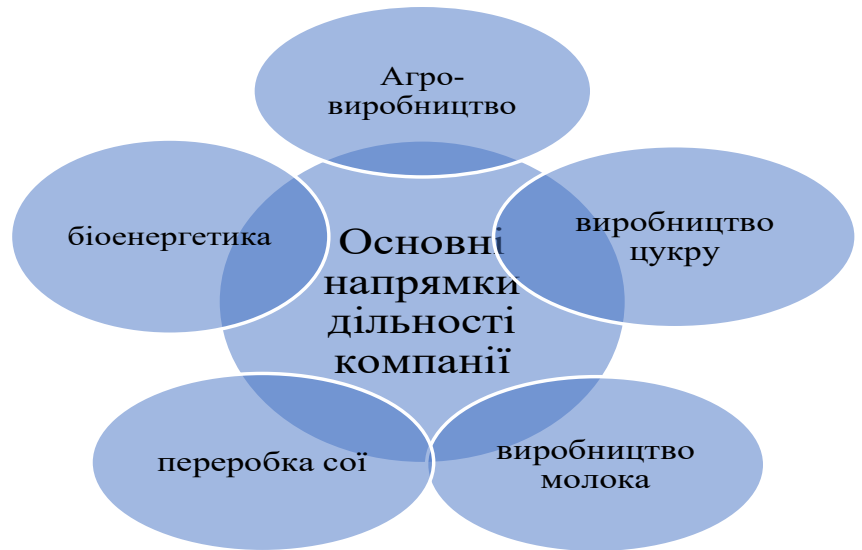 Агро-
виробництво
біоенергетика
Основні
напрямки
дільності
компанії
виробництво
цукру
переробка сої
виробництво
молока